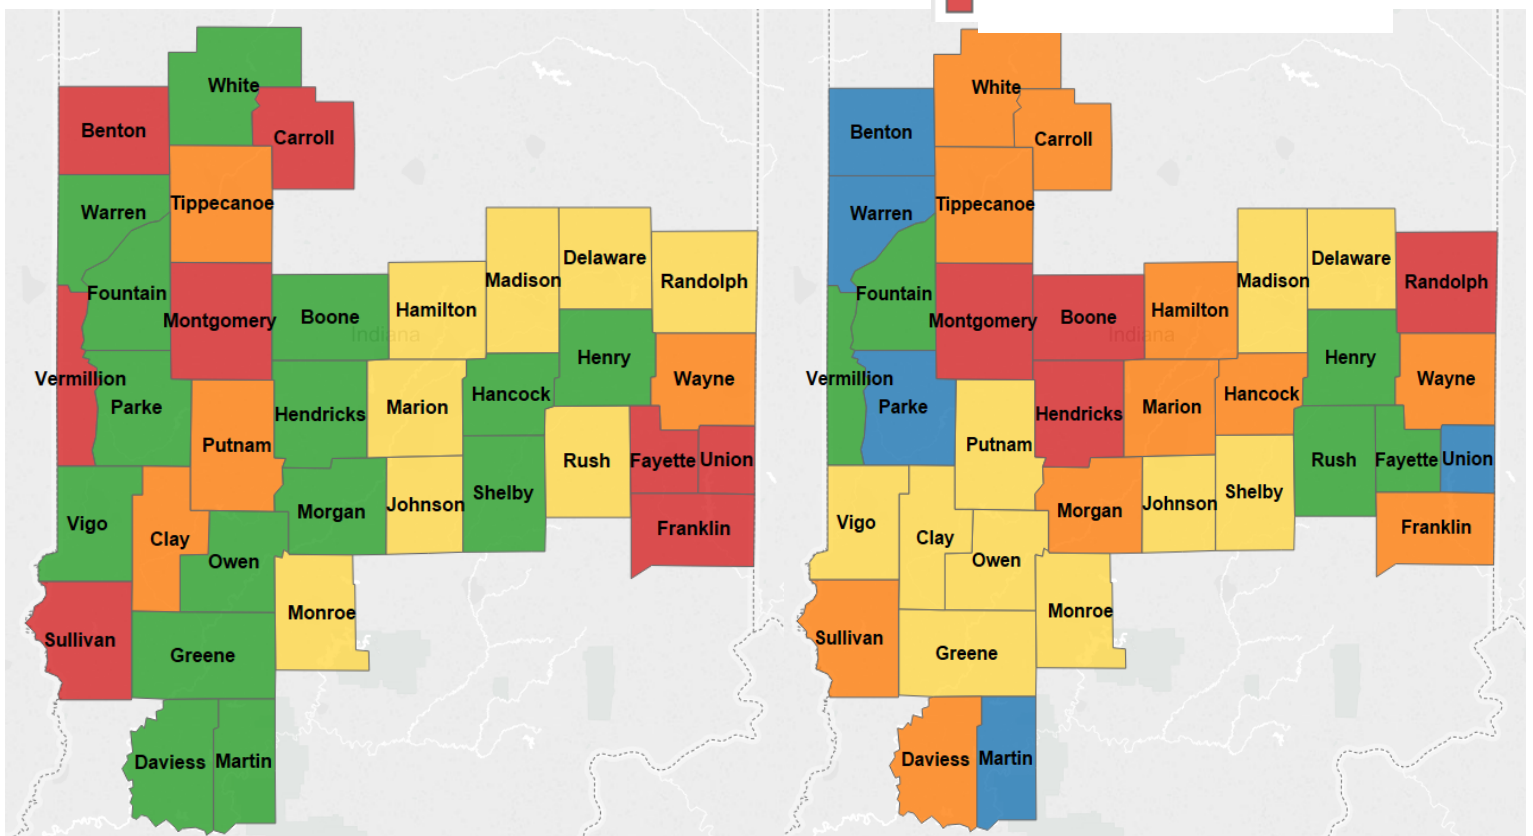 White
Benton
Carroll
Warren
Tippecanoe
Delaware
Madison
Randolph
Fountain
Hamilton
Boone
Montgomery
Indiana
Henry
Vermillion
Wayne
Hancock
Parke
Marion
Hendricks
Putnam
Rush
Fayette
Union
Shelby
Johnson
Morgan
Vigo
Franklin
Clay
Owen
Monroe
Sullivan
Greene
Daviess
Martin
White
Benton
Carroll
Warren
Tippecanoe
Delaware
Madison
Randolph
Fountain
Hamilton
Boone
Montgomery
Indiana
Henry
Vermillion
Wayne
Hancock
Parke
Marion
Hendricks
Putnam
Rush
Fayette
Union
Shelby
Johnson
Morgan
Vigo
Franklin
Clay
Owen
Monroe
Sullivan
Greene
Daviess
Martin